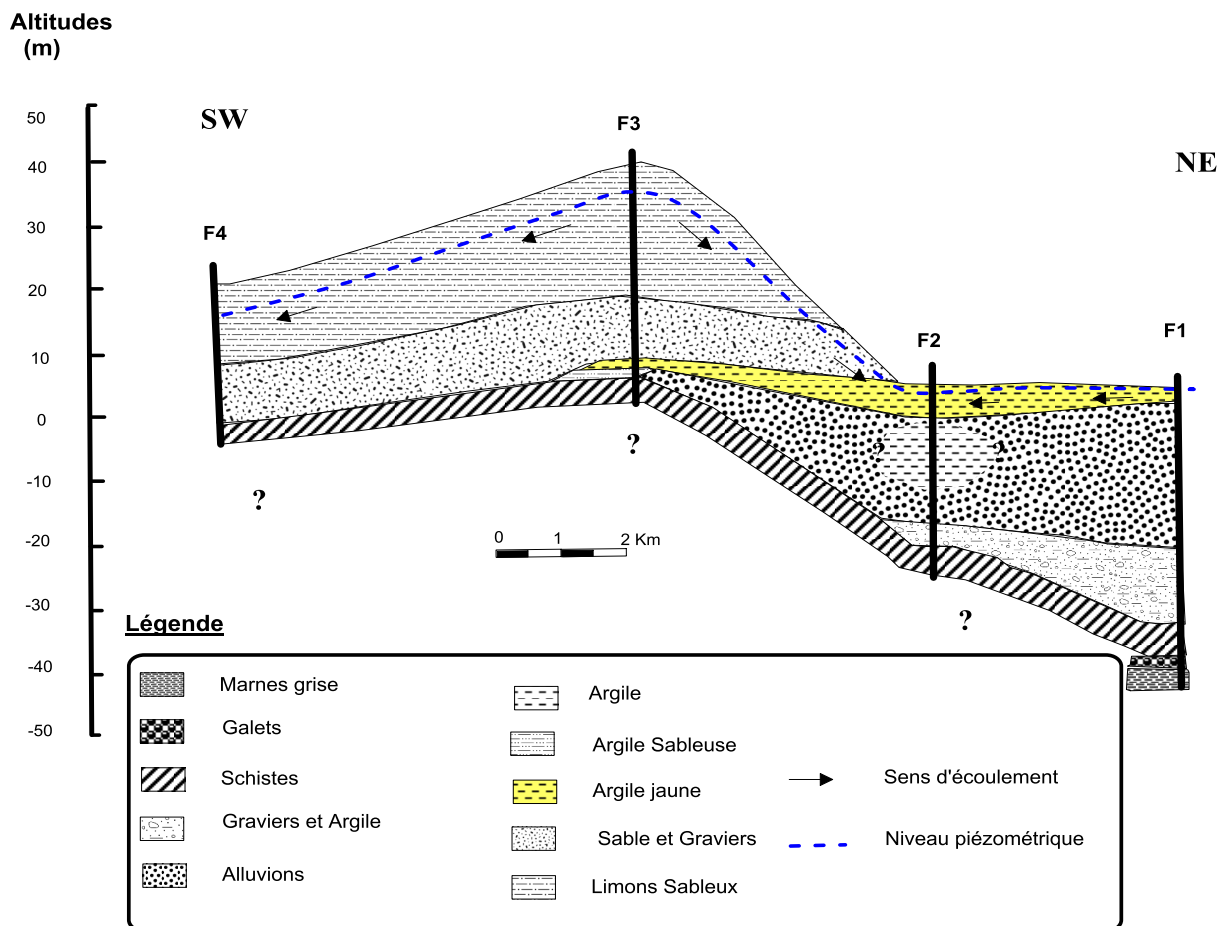 Altitudes
(m)
50
40
30
20
10
0
-10
-20
-30
-40
-50
SW
NE
F4
F3
F2
F1
?
?
?
?
?
?
0 1 2 Km
Légende
Marnes grise
Galets
Schistes
Graviers et Argile
Alluvions
Argile
Argile Sableuse
Argile jaune
Sable et Graviers
Limons Sableux
Sens d'écoulement
Niveau piézométrique